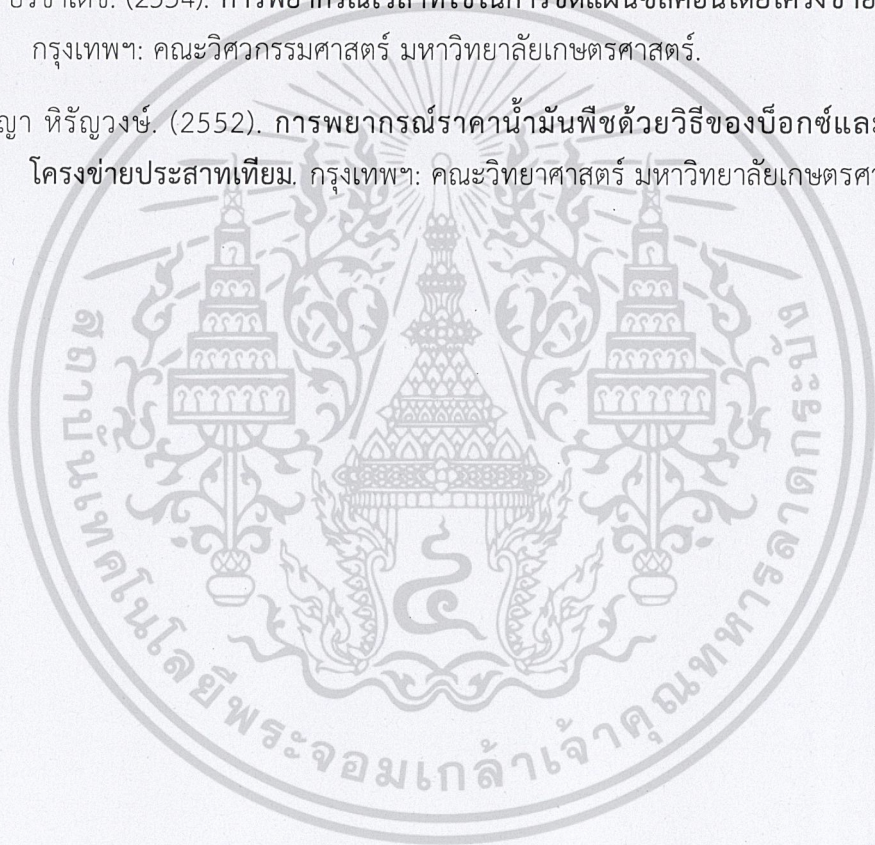 กรุงเทพฯ: คณะวิศวกรรมศาสตร์ มหาวิทยาลัยเกษตรศาสตร์.
หิรัญวงษ์. (2552). การพยากรณ์ราคาน้ำมันพืชด้วยวิธีของบ็อกซ์และ
โครงข่ายประสาทเทียม. กรุงเทพฯ: คณะวิทยาศาสตร์ มหาวิทยาลัยเกษตรศา
สถาบันเทคโนโลยีพระจอมเกล้าเจ้าคุณทหารลาดกระบัง
๔